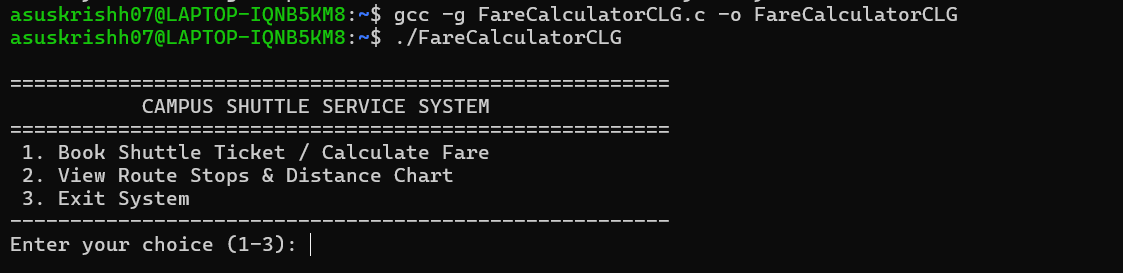 asuskrishh07@LAPTOP-IQNB5KM8:~$ gcc -g FareCalculatorCLG.c -o FareCalculatorCLG
asuskrishh07@LAPTOP-IQNB5KM8:~$ ./FareCalculatorCLG
=======================================================
CAMPUS SHUTTLE SERVICE SYSTEM
=======================================================
1. Book Shuttle Ticket / Calculate Fare
2. View Route Stops & Distance Chart
3. Exit System
-------------------------------------------------------
Enter your choice (1-3):